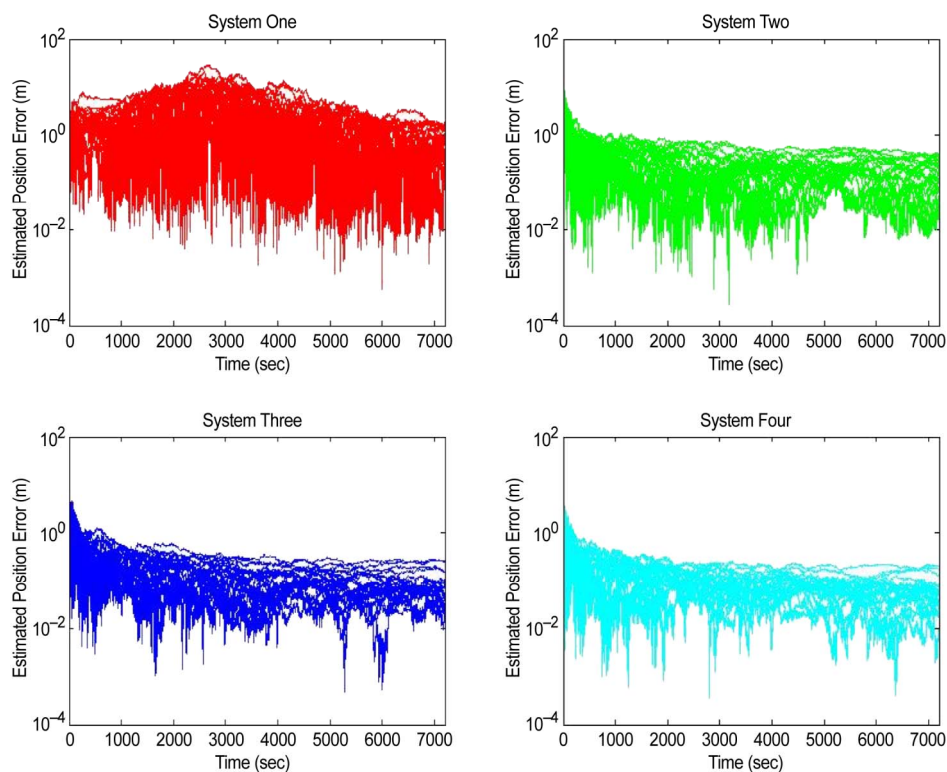 System One
System Two
Estimated Position Error (m)
10^2
10^0
10^-2
10^-4
0 1000 2000 3000 4000 5000 6000 7000
Time (sec)
Estimated Position Error (m)
10^2
10^0
10^-2
10^-4
0 1000 2000 3000 4000 5000 6000 7000
Time (sec)
System Three
System Four
Estimated Position Error (m)
10^2
10^0
10^-2
10^-4
0 1000 2000 3000 4000 5000 6000 7000
Time (sec)
Estimated Position Error (m)
10^2
10^0
10^-2
10^-4
0 1000 2000 3000 4000 5000 6000 7000
Time (sec)